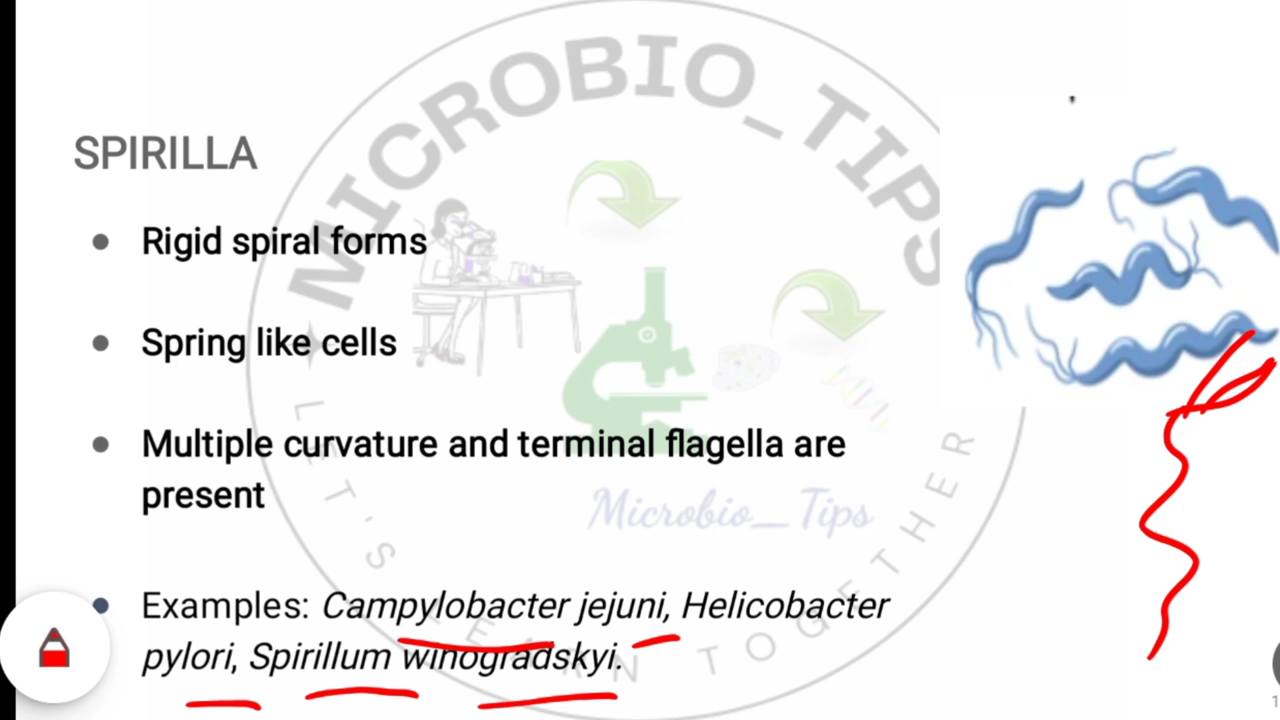 MICROBIO_TIPS
SPIRILLA
Rigid spiral forms
Spring like cells
Multiple curvature and terminal flagella are
present
Microbio_Tips
Examples: Campylobacter jejuni, Helicobacter
pylori, Spirillum winogradskyi.
LET'S LEARN TOGETHER